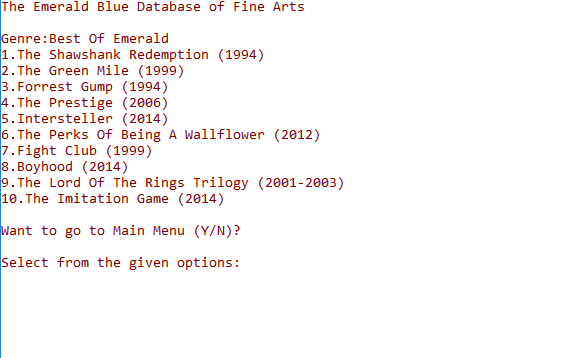 The Emerald Blue Database of Fine Arts
Genre:Best Of Emerald
1.The Shawshank Redemption (1994)
2.The Green Mile (1999)
3.Forrest Gump (1994)
4.The Prestige (2006)
5.Intersteller (2014)
6.The Perks Of Being A Wallflower (2012)
7.Fight Club (1999)
8.Boyhood (2014)
9.The Lord Of The Rings Trilogy (2001-2003)
10.The Imitation Game (2014)
Want to go to Main Menu (Y/N)?
Select from the given options: